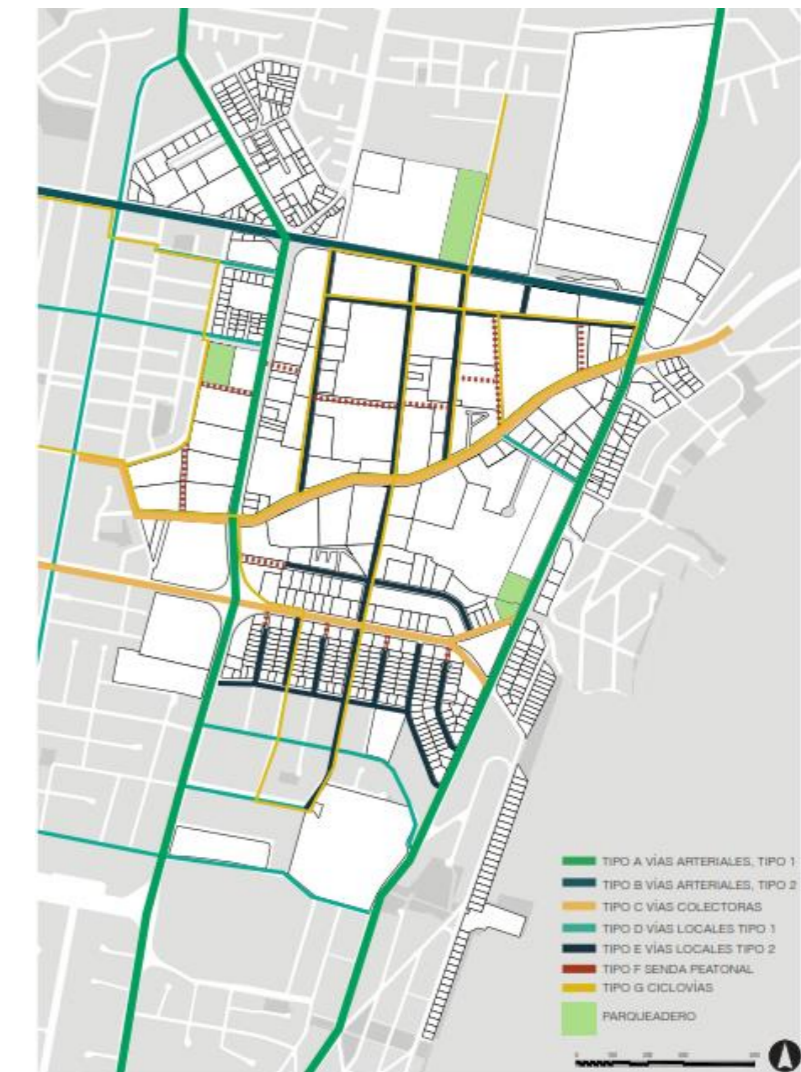 TIPO A VÍAS ARTERIALES, TIPO 1
TIPO B VÍAS ARTERIALES, TIPO 2
TIPO C VÍAS COLECTORAS
TIPO D VÍAS LOCALES TIPO 1
TIPO E VÍAS LOCALES TIPO 2
TIPO F SENDA PEATONAL
TIPO G CICLOVÍAS
PARQUEADERO